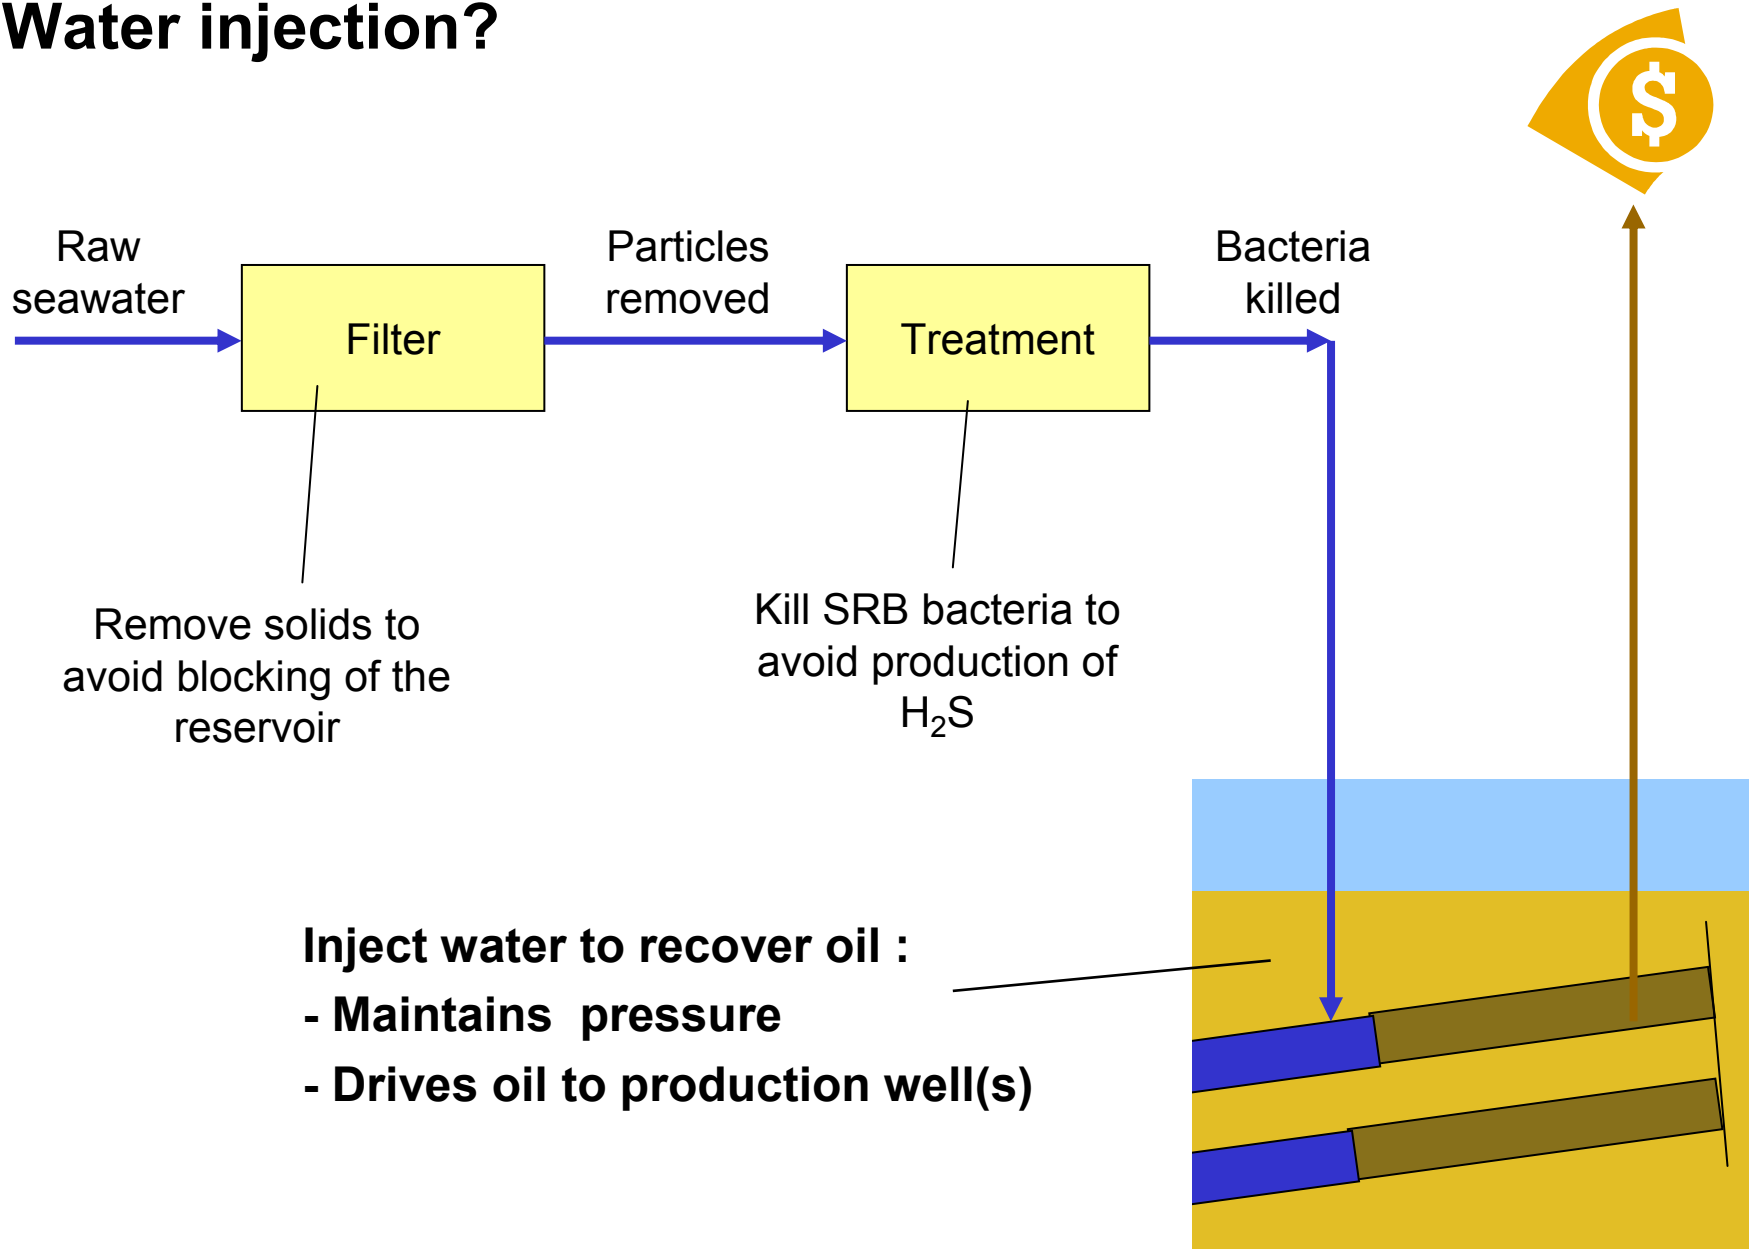 Water injection?
$
Raw
seawater
Filter
Particles
removed
Treatment
Bacteria
killed
Remove solids to
avoid blocking of the
reservoir
Kill SRB bacteria to
avoid production of
H₂S
Inject water to recover oil :
- Maintains  pressure
- Drives oil to production well(s)